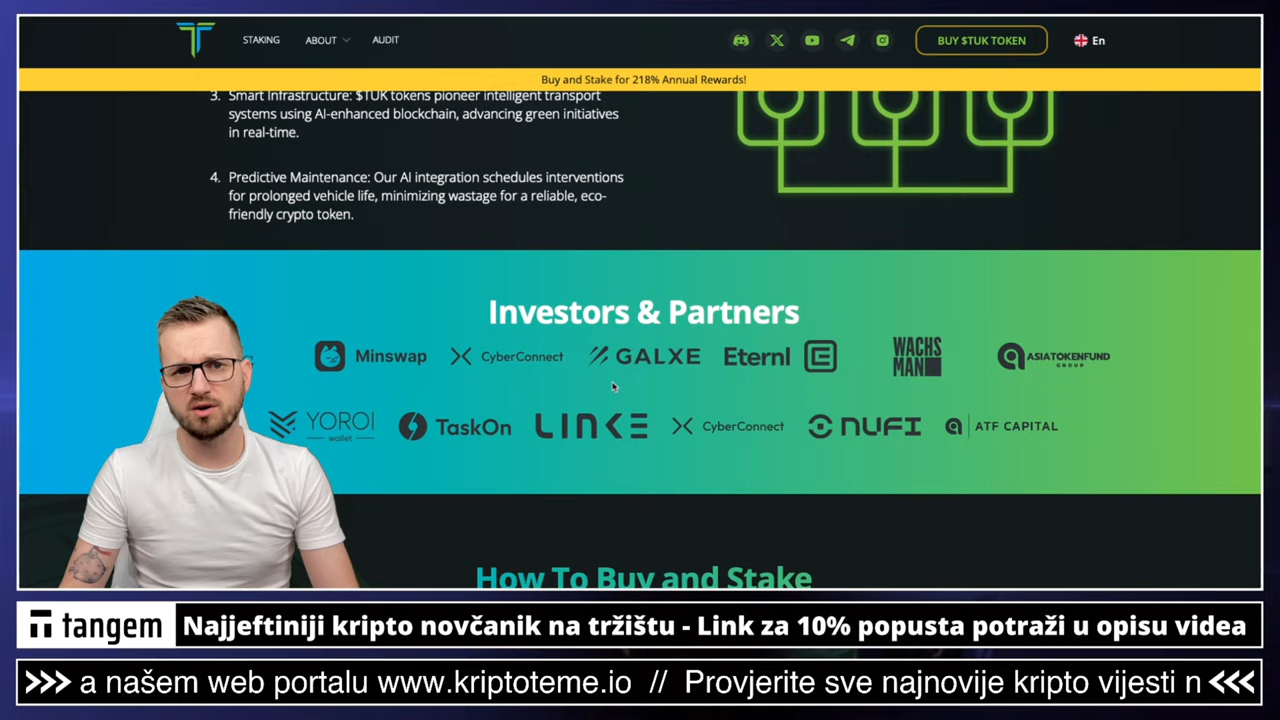 STAKING
ABOUT
AUDIT
BUY $TUK TOKEN
En
Buy and Stake for 218% Annual Rewards!
3. Smart Infrastructure: $TUK tokens pioneer intelligent transport
systems using AI-enhanced blockchain, advancing green initiatives
in real-time.
4. Predictive Maintenance: Our AI integration schedules interventions
for prolonged vehicle life, minimizing wastage for a reliable, eco-
friendly crypto token.
Investors & Partners
Minswap
CyberConnect
GALXE
Eternl
WACHS
MAN
ASIATOKENFUND
GROUP
YOROI
wallet
TaskOn
LINKE
CyberConnect
NUFI
ATF CAPITAL
How To Buy and Stake
tangem
Najjeftiniji kripto novčanik na tržištu - Link za 10% popusta potraži u opisu videa
>>> a našem web portalu www.kriptoteme.io // Provjerite sve najnovije kripto vijesti n <<<